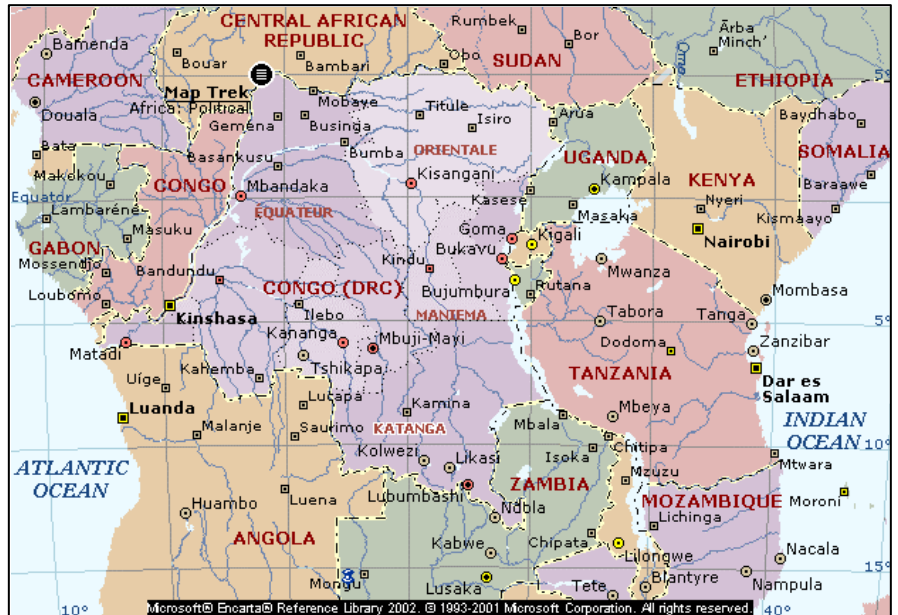 CENTRAL AFRICAN
REPUBLIC
Rumbek
Bor
Ārba
Minch'
Bamenda
Bouar
Bambari
Obo
SUDAN
Omo
ETHIOPIA
5°
CAMEROON
Map Trek
Africa: Political
Mobaye
Titule
Arua
Baydhabo
Douala
Gemena
Businga
Isiro
Bata
Basankusu
Bumba
ORIENTALE
UGANDA
SOMALIA
Makokou
CONGO
Mbandaka
Kisangani
Kampala
KENYA
Baraawe
Equator
Kasese
Nyeri
Lambaréné
EQUATEUR
Masaka
Kismaayo
GABON
Masuku
Goma
Kigali
Nairobi
Mossendjo
Bandundu
Kindu
Bukavu
Mwanza
Loubomo
CONGO (DRC)
Bujumbura
Rutana
Mombasa
Kinshasa
Ilebo
MANIEMA
Tabora
Tanga
5°
Matadi
Kananga
Mbuji-Mayi
Dodoma
Zanzibar
Kahemba
Tshikapa
TANZANIA
Dar es
Salaam
Uíge
Luanda
Lucapa
Kamina
Mbala
Mbeya
INDIAN
OCEAN
Malanje
Saurimo
KATANGA
Chitipa
10°
ATLANTIC
OCEAN
Kolwezi
Likasi
Isoka
Mzuzu
Mtwara
Huambo
Luena
Lubumbashi
ZAMBIA
MOZAMBIQUE
Moroni
ANGOLA
Ndola
Lichinga
Kabwe
Chipata
Lilongwe
Nacala
Mongu
Lusaka
Tete
Blantyre
Nampula
15°
10°
Microsoft® Encarta® Reference Library 2002. © 1993-2001 Microsoft Corporation. All rights reserved.
40°